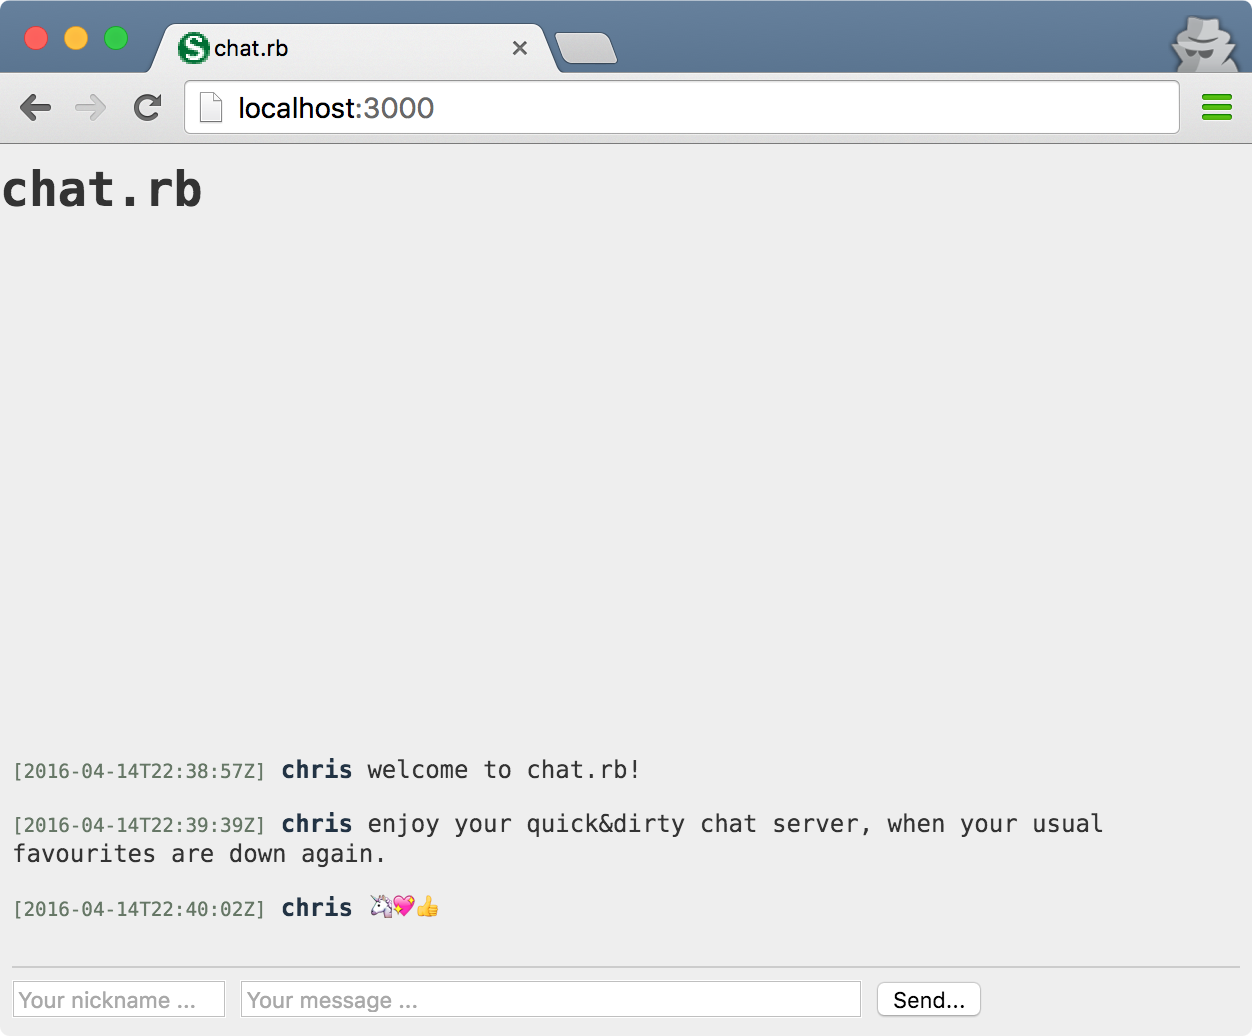 S chat.rb
localhost:3000
chat.rb
[2016-04-14T22:38:57Z] chris welcome to chat.rb!
[2016-04-14T22:39:39Z] chris enjoy your quick&dirty chat server, when your usual
favourites are down again.
[2016-04-14T22:40:02Z] chris 🦄💖👍
Your nickname ... Your message ... Send...